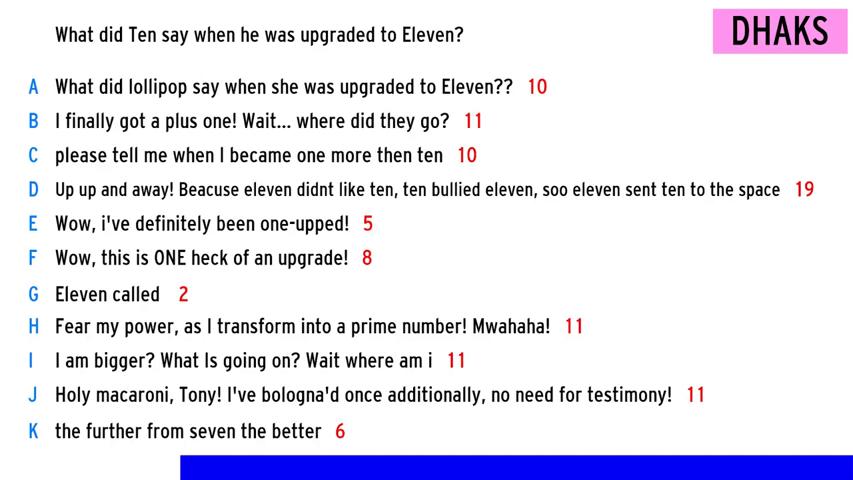 What did Ten say when he was upgraded to Eleven?
DHAKS
A What did lollipop say when she was upgraded to Eleven?? 10
B I finally got a plus one! Wait... where did they go? 11
C please tell me when I became one more then ten 10
D Up up and away! Beacuse eleven didnt like ten, ten bullied eleven, soo eleven sent ten to the space 19
E Wow, i've definitely been one-upped! 5
F Wow, this is ONE heck of an upgrade! 8
G Eleven called 2
H Fear my power, as I transform into a prime number! Mwahaha! 11
I I am bigger? What Is going on? Wait where am i 11
J Holy macaroni, Tony! I've bologna'd once additionally, no need for testimony! 11
K the further from seven the better 6